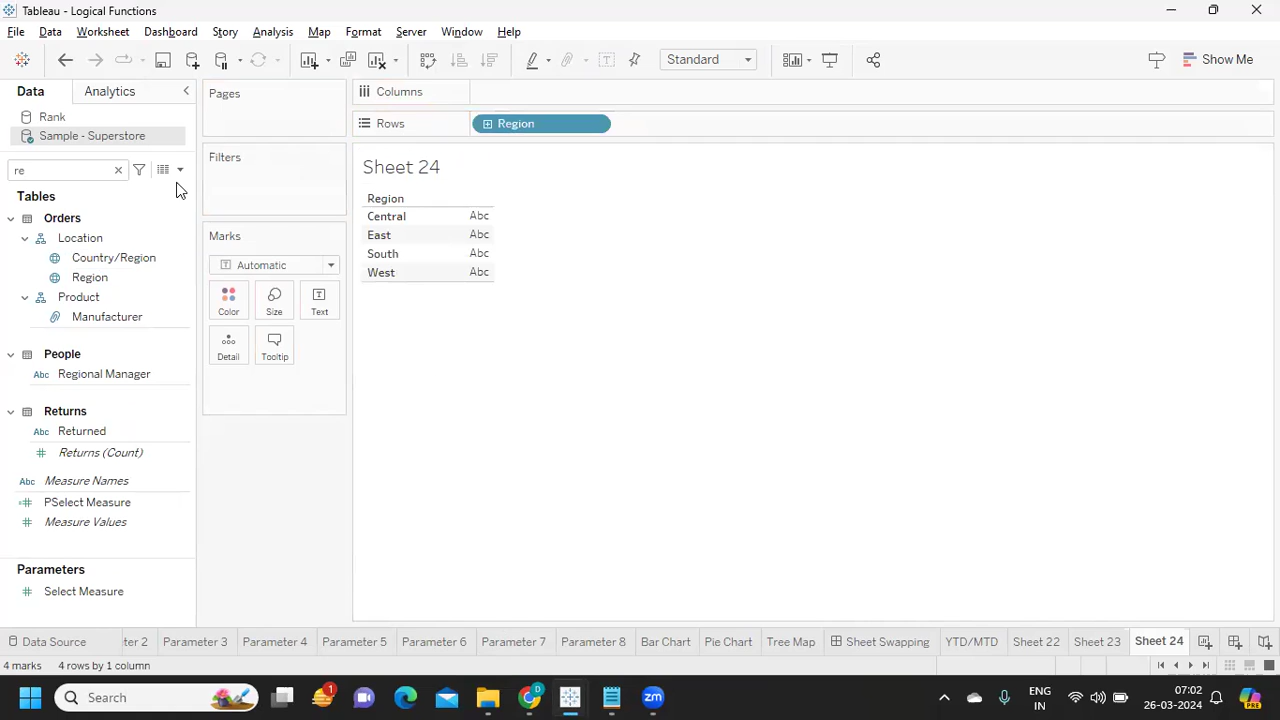 Tableau - Logical Functions
File Data Worksheet Dashboard Story Analysis Map Format Server Window Help
Standard
Show Me
Data Analytics
Rank
Sample - Superstore
re
Tables
Orders
Location
Country/Region
Region
Product
Manufacturer
People
Abc Regional Manager
Returns
Abc Returned
Returns (Count)
Abc Measure Names
PSelect Measure
Measure Values
Parameters
Select Measure
Pages
Filters
Marks
Automatic
Color Size Text
Detail Tooltip
Columns
Rows Region
Sheet 24
Region
Central Abc
East Abc
South Abc
West Abc
Data Source ter 2 Parameter 3 Parameter 4 Parameter 5 Parameter 6 Parameter 7 Parameter 8 Bar Chart Pie Chart Tree Map Sheet Swapping YTD/MTD Sheet 22 Sheet 23 Sheet 24
4 marks 4 rows by 1 column
Search
1
D
ENG
IN
07:02
26-03-2024
PRE